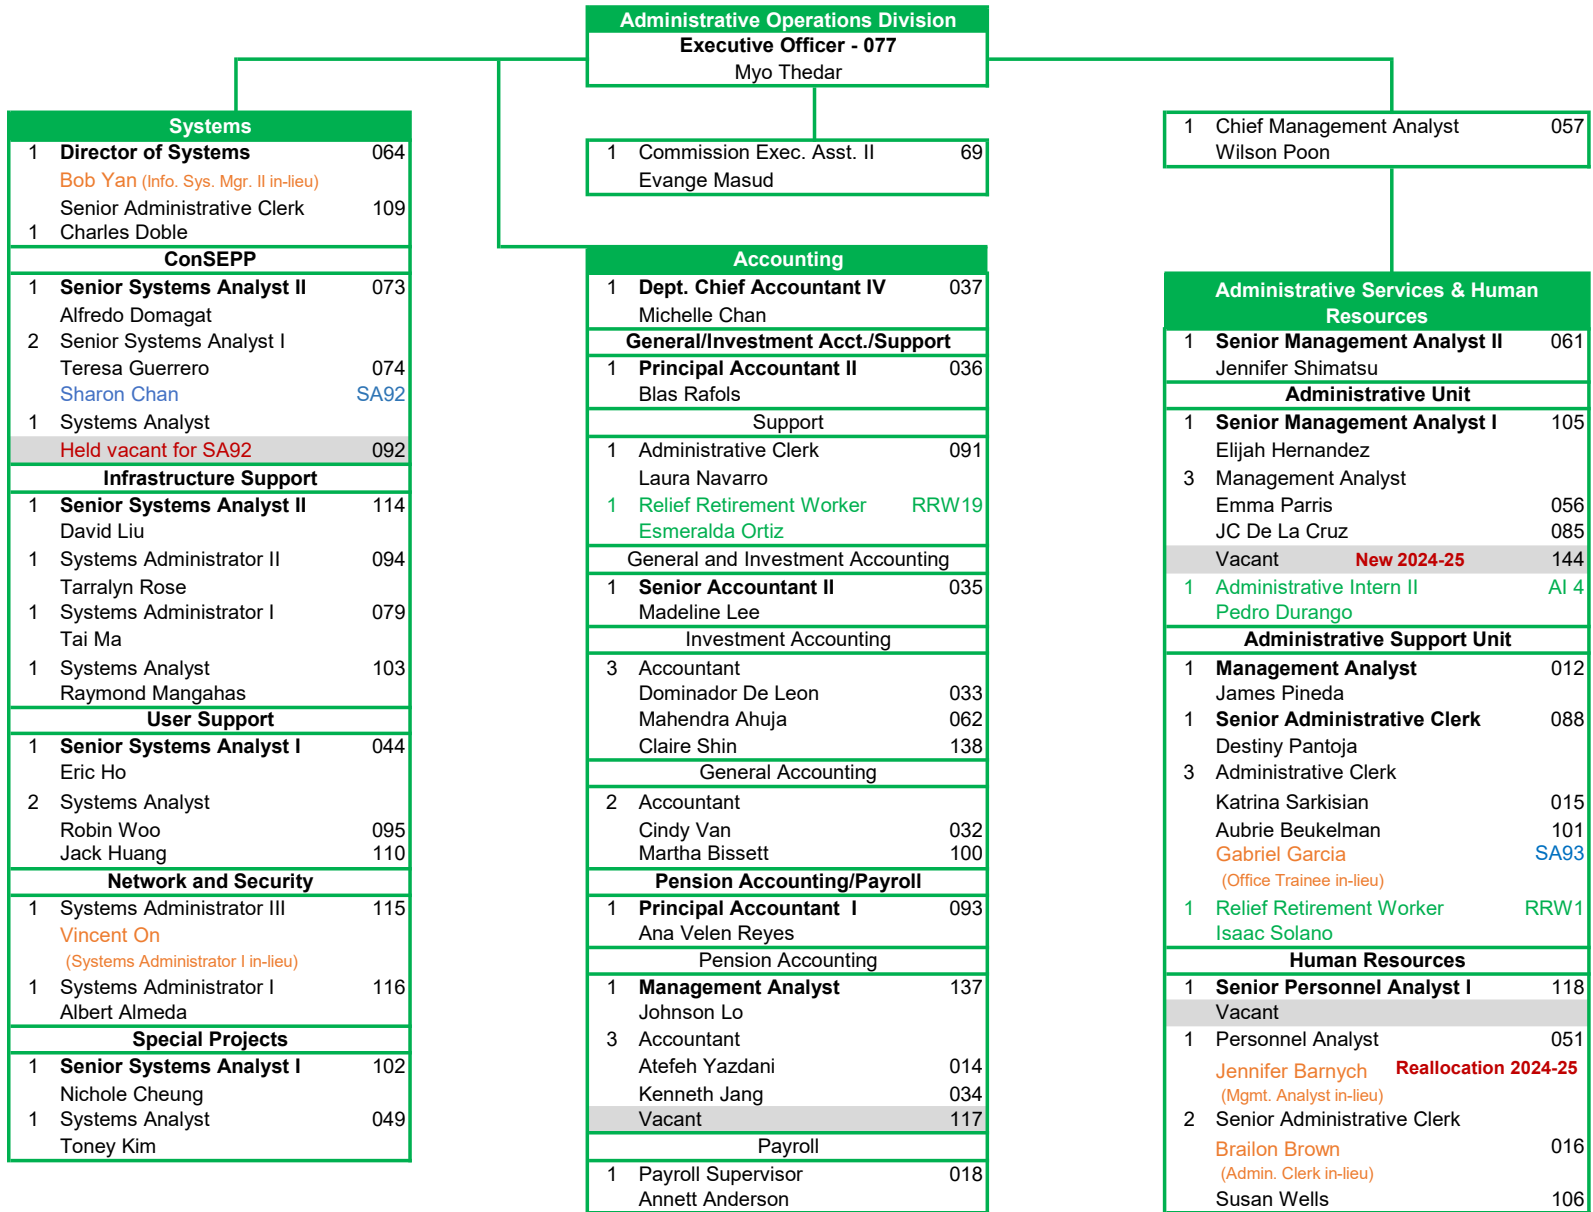 Administrative Operations Division
Executive Officer - 077
Myo Thedar
Systems
1 Director of Systems 064
Bob Yan (Info. Sys. Mgr. II in-lieu)
Senior Administrative Clerk 109
1 Charles Doble
ConSEPP
1 Senior Systems Analyst II 073
Alfredo Domagat
2 Senior Systems Analyst I
Teresa Guerrero 074
Sharon Chan SA92
1 Systems Analyst
Held vacant for SA92 092
Infrastructure Support
1 Senior Systems Analyst II 114
David Liu
1 Systems Administrator II 094
Tarralyn Rose
1 Systems Administrator I 079
Tai Ma
1 Systems Analyst 103
Raymond Mangahas
User Support
1 Senior Systems Analyst I 044
Eric Ho
2 Systems Analyst
Robin Woo 095
Jack Huang 110
Network and Security
1 Systems Administrator III 115
Vincent On
(Systems Administrator I in-lieu)
1 Systems Administrator I 116
Albert Almeda
Special Projects
1 Senior Systems Analyst I 102
Nichole Cheung
1 Systems Analyst 049
Toney Kim
1 Commission Exec. Asst. II 69
Evange Masud
Accounting
1 Dept. Chief Accountant IV 037
Michelle Chan
General/Investment Acct./Support
1 Principal Accountant II 036
Blas Rafols
Support
1 Administrative Clerk 091
Laura Navarro
1 Relief Retirement Worker RRW19
Esmeralda Ortiz
General and Investment Accounting
1 Senior Accountant II 035
Madeline Lee
Investment Accounting
3 Accountant
Dominador De Leon 033
Mahendra Ahuja 062
Claire Shin 138
General Accounting
2 Accountant
Cindy Van 032
Martha Bissett 100
Pension Accounting/Payroll
1 Principal Accountant I 093
Ana Velen Reyes
Pension Accounting
1 Management Analyst 137
Johnson Lo
3 Accountant
Atefeh Yazdani 014
Kenneth Jang 034
Vacant 117
Payroll
1 Payroll Supervisor 018
Annett Anderson
1 Chief Management Analyst 057
Wilson Poon
Administrative Services & Human
Resources
1 Senior Management Analyst II 061
Jennifer Shimatsu
Administrative Unit
1 Senior Management Analyst I 105
Elijah Hernandez
3 Management Analyst
Emma Parris 056
JC De La Cruz 085
Vacant New 2024-25 144
1 Administrative Intern II AI 4
Pedro Durango
Administrative Support Unit
1 Management Analyst 012
James Pineda
1 Senior Administrative Clerk 088
Destiny Pantoja
3 Administrative Clerk
Katrina Sarkisian 015
Aubrie Beukelman 101
Gabriel Garcia SA93
(Office Trainee in-lieu)
1 Relief Retirement Worker RRW1
Isaac Solano
Human Resources
1 Senior Personnel Analyst I 118
Vacant
1 Personnel Analyst 051
Jennifer Barnych Reallocation 2024-25
(Mgmt. Analyst in-lieu)
2 Senior Administrative Clerk
Brailon Brown 016
(Admin. Clerk in-lieu)
Susan Wells 106